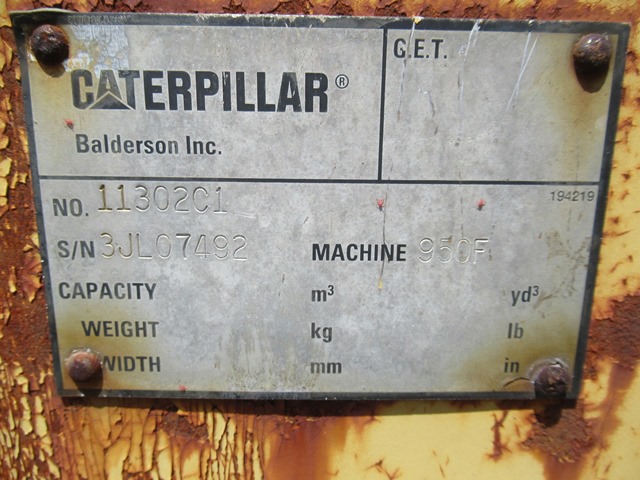 CATERPILLAR®
Balderson Inc.
G.E.T.
NO. 11302C1
194219
S/N 3JL07492 MACHINE 950F
CAPACITY m³ yd³
WEIGHT kg lb
WIDTH mm in